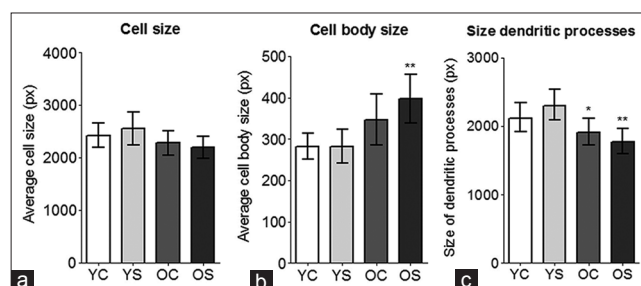 Cell size
Average cell size (px)
4000
3000
2000
1000
0
YC YS OC OS
a
Cell body size
Average cell body size (px)
500
400
300
200
100
0
**
YC YS OC OS
b
Size dendritic processes
Size of dendritic processes (px)
3000
2000
1000
0
*
**
YC YS OC OS
c